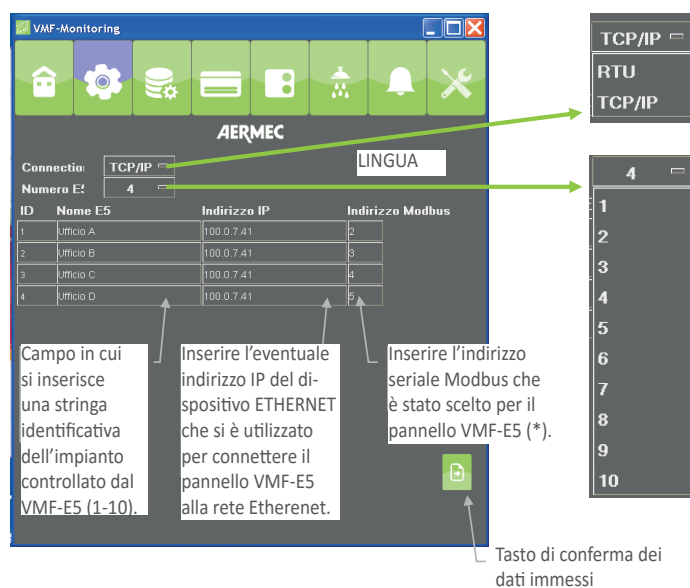 VMF-Monitoring
AERMEC
Connectio
TCP/IP
LINGUA
Numero E5
4
ID Nome E5 Indirizzo IP Indirizzo Modbus
1 Ufficio A 100.0.7.41 2
2 Ufficio B 100.0.7.41 3
3 Ufficio C 100.0.7.41 4
4 Ufficio D 100.0.7.41 5
Campo in cui
si inserisce
una stringa
identificativa
dell'impianto
controllato dal
VMF-E5 (1-10).
Inserire l'eventuale
indirizzo IP del di-
spositivo ETHERNET
che si è utilizzato
per connettere il
pannello VMF-E5
alla rete Etherenet.
Inserire l'indirizzo
seriale Modbus che
è stato scelto per il
pannello VMF-E5 (*).
Tasto di conferma dei
dati immessi
TCP/IP
RTU
TCP/IP
4
1
2
3
4
5
6
7
8
9
10